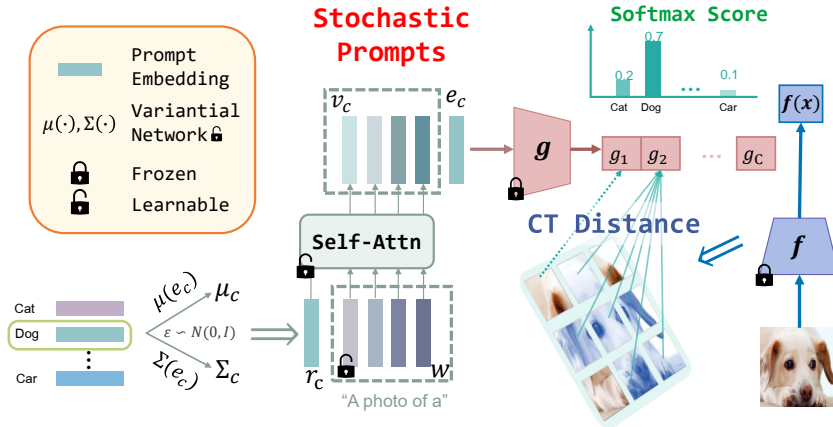 Stochastic
Prompts
Softmax Score
0.7
0.2
0.1
Cat
Dog
...
Car
Prompt
Embedding
μ(·), Σ(·)
Variantial
Network
Frozen
Learnable
v_c
e_c
g
g_1
g_2
...
g_C
f(x)
CT Distance
f
Self-Attn
Cat
Dog
⋮
Car
μ(e_c)
μ_c
ε ∽ N(0, I)
Σ(e_c)
Σ_c
r_c
w
“A photo of a”